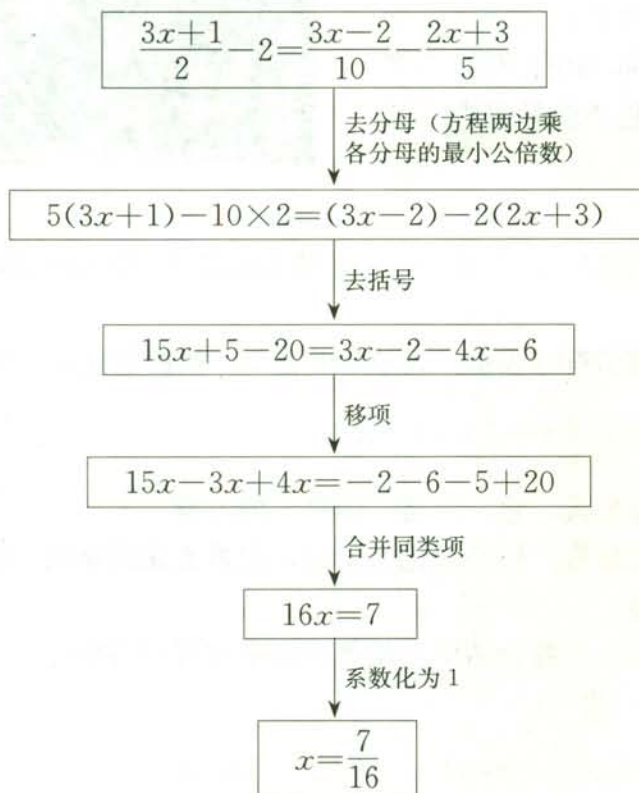 (3x+1)/2−2=(3x−2)/10−(2x+3)/5
去分母（方程两边乘
各分母的最小公倍数）
5(3x+1)−10×2=(3x−2)−2(2x+3)
去括号
15x+5−20=3x−2−4x−6
移项
15x−3x+4x=−2−6−5+20
合并同类项
16x=7
系数化为1
x=7/16